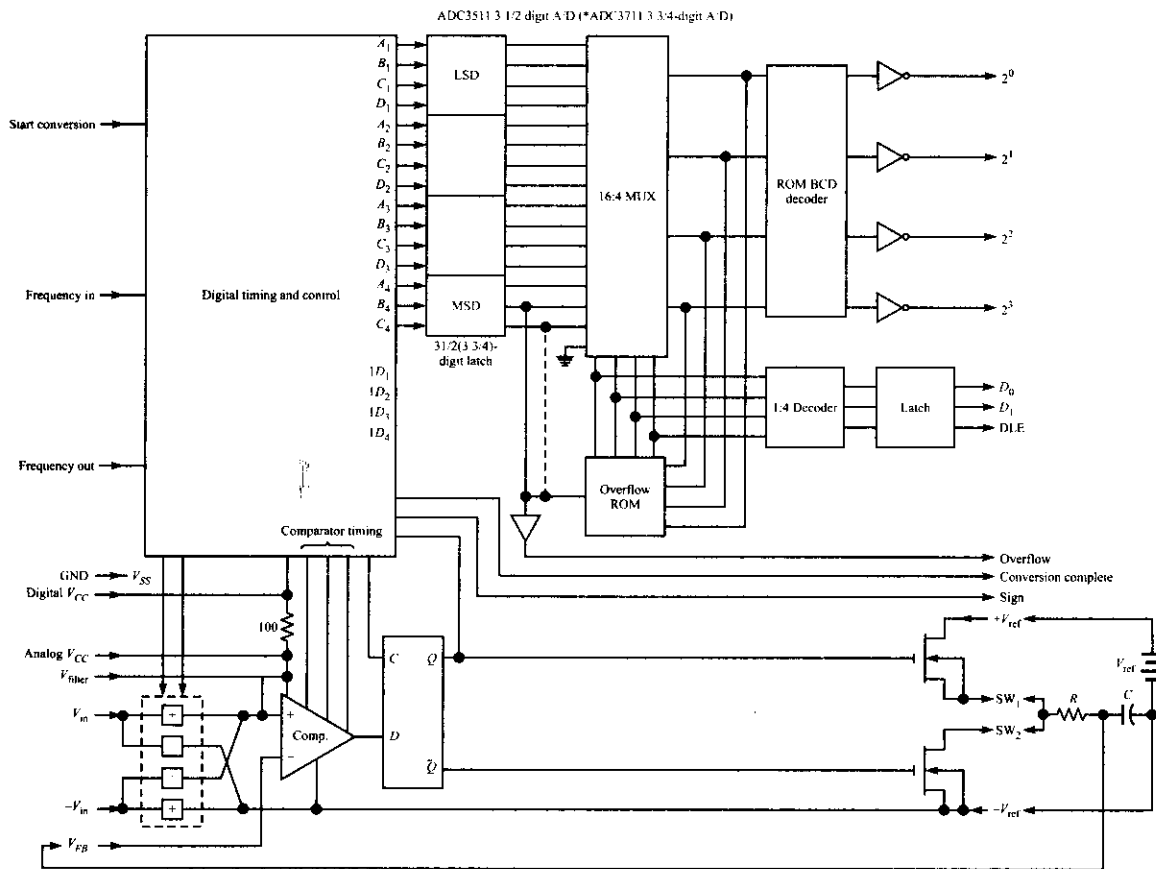 ADC3511 3 1/2 digit A/D (*ADC3711 3 3/4-digit A/D)
Start conversion
Frequency in
Frequency out
Digital timing and control
A1
B1
C1
D1
A2
B2
C2
D2
A3
B3
C3
D3
A4
B4
C4
1D1
1D2
1D3
1D4
LSD
MSD
31/2(3 3/4)-
digit latch
16:4 MUX
ROM BCD
decoder
2^0
2^1
2^2
2^3
1:4 Decoder
Latch
D0
D1
DLE
Overflow
ROM
Comparator timing
Overflow
Conversion complete
Sign
GND
VSS
Digital VCC
100
Analog VCC
Vfilter
Vin
+
+
Comp.
−
−Vin
+
VFB
C
Q
D
Q̅
+Vref
Vref
SW1
R
C
SW2
−Vref